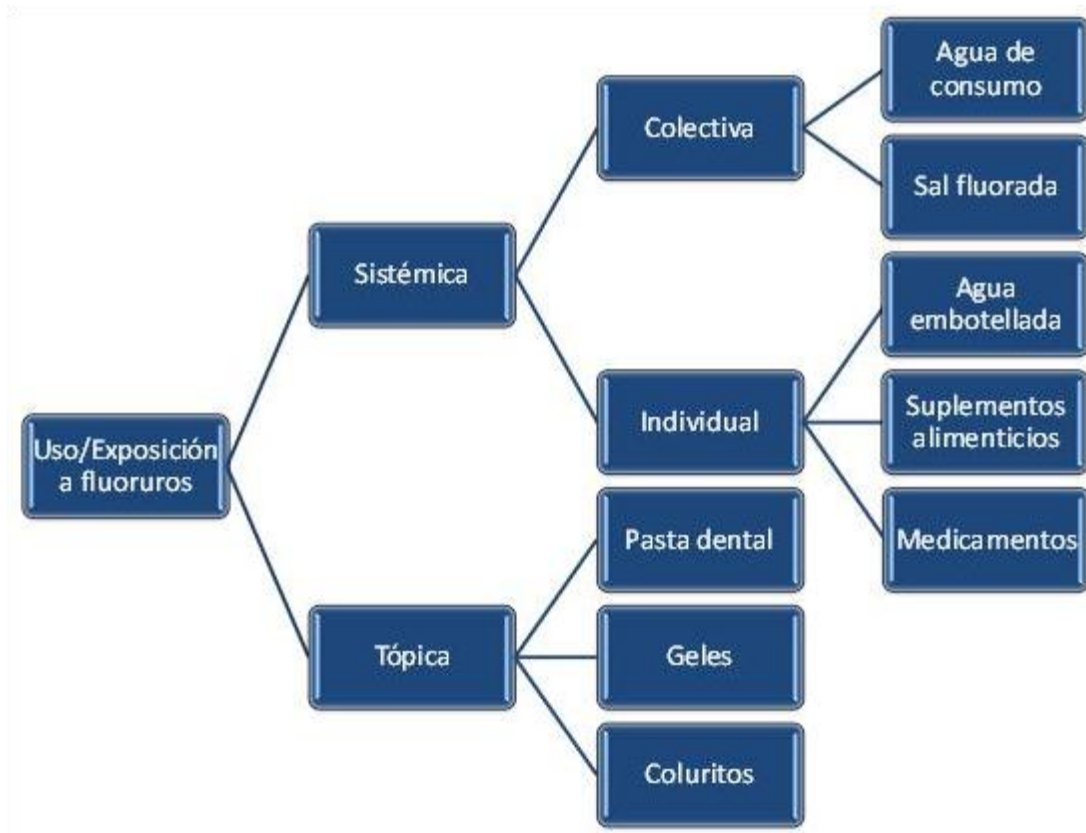 Uso/Exposición
a fluoruros
Sistémica
Colectiva
Agua de
consumo
Sal fluorada
Individual
Agua
embotellada
Suplementos
alimenticios
Medicamentos
Tópica
Pasta dental
Geles
Coluritos